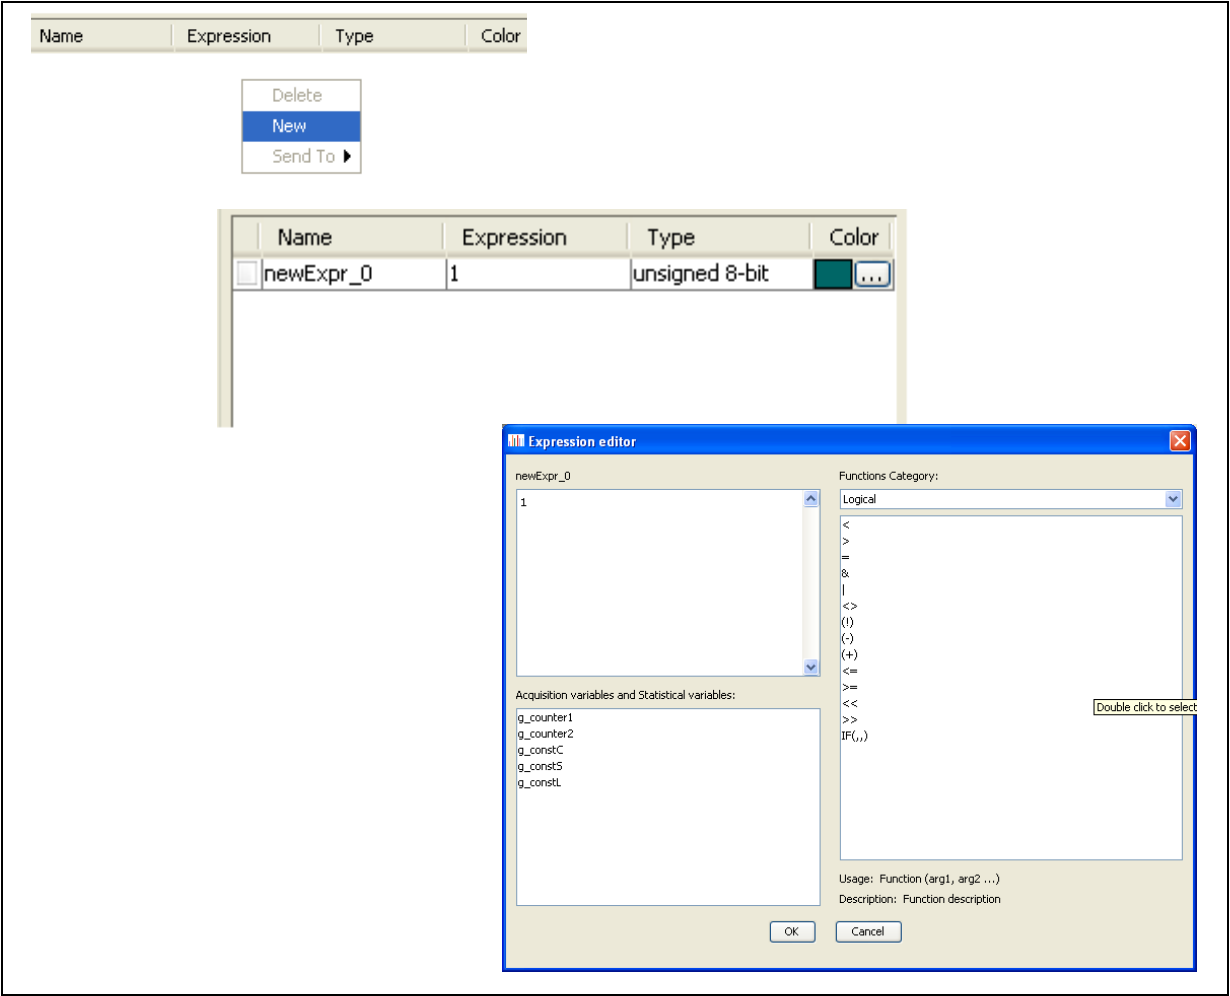 Name Expression Type Color
Delete
New
Send To
Name Expression Type Color
newExpr_0 1 unsigned 8-bit ...
Expression editor
newExpr_0
1
Acquisition variables and Statistical variables:
g_counter1
g_counter2
g_constC
g_constS
g_constL
Functions Category:
Logical
<
>
=
&
|
<>
(!)
(-)
(+)
<=
>=
<<
>>
IF(,,)
Double click to select
Usage: Function (arg1, arg2 ...)
Description: Function description
OK Cancel